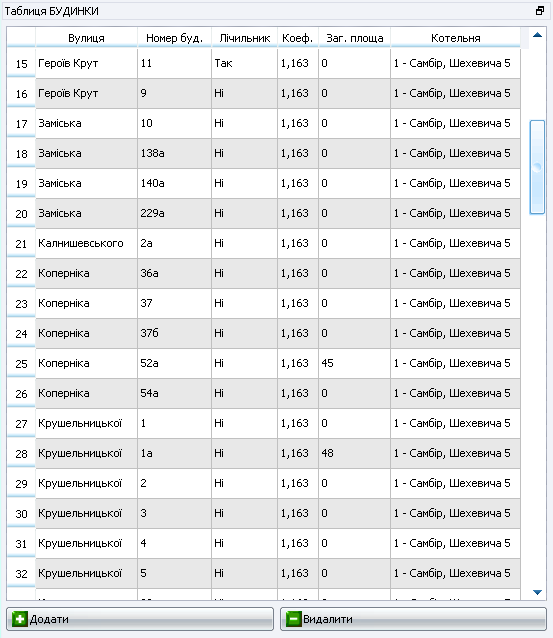 Таблиця БУДИНКИ
Вулиця Номер буд. Лічильник Коеф. Заг. площа Котельня
15 Героїв Крут 11 Так 1,163 0 1 - Самбір, Шехевича 5
16 Героїв Крут 9 Ні 1,163 0 1 - Самбір, Шехевича 5
17 Заміська 10 Ні 1,163 0 1 - Самбір, Шехевича 5
18 Заміська 138а Ні 1,163 0 1 - Самбір, Шехевича 5
19 Заміська 140а Ні 1,163 0 1 - Самбір, Шехевича 5
20 Заміська 229а Ні 1,163 0 1 - Самбір, Шехевича 5
21 Калнишевського 2а Ні 1,163 0 1 - Самбір, Шехевича 5
22 Коперніка 36а Ні 1,163 0 1 - Самбір, Шехевича 5
23 Коперніка 37 Ні 1,163 0 1 - Самбір, Шехевича 5
24 Коперніка 37б Ні 1,163 0 1 - Самбір, Шехевича 5
25 Коперніка 52а Ні 1,163 45 1 - Самбір, Шехевича 5
26 Коперніка 54а Ні 1,163 0 1 - Самбір, Шехевича 5
27 Крушельницької 1 Ні 1,163 0 1 - Самбір, Шехевича 5
28 Крушельницької 1а Ні 1,163 48 1 - Самбір, Шехевича 5
29 Крушельницької 2 Ні 1,163 0 1 - Самбір, Шехевича 5
30 Крушельницької 3 Ні 1,163 0 1 - Самбір, Шехевича 5
31 Крушельницької 4 Ні 1,163 0 1 - Самбір, Шехевича 5
32 Крушельницької 5 Ні 1,163 0 1 - Самбір, Шехевича 5
Додати Видалити